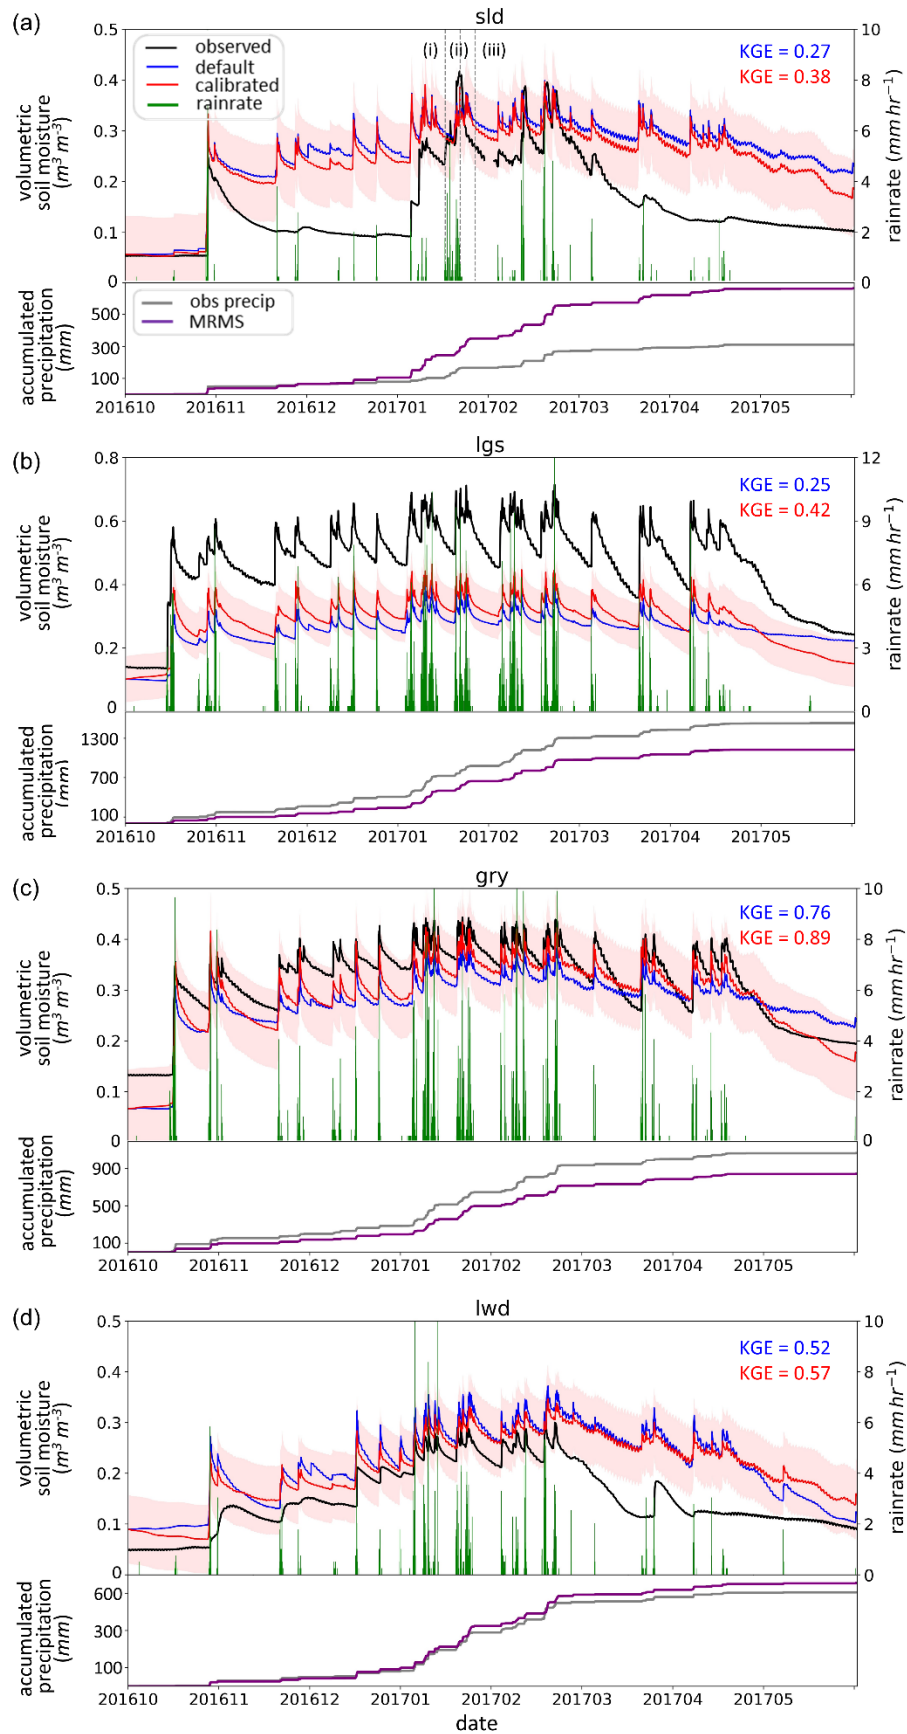 (a)
sld
0.5
0.4
0.3
0.2
0.1
0
volumetric
soil moisture
(m³ m⁻³)
observed
default
calibrated
rainrate
(i)
(ii)
(iii)
KGE = 0.27
KGE = 0.38
10
8
6
4
2
0
rainrate (mm hr⁻¹)
obs precip
MRMS
500
300
100
accumulated
precipitation
(mm)
201610 201611 201612 201701 201702 201703 201704 201705
(b)
lgs
0.8
0.6
0.4
0.2
0
volumetric
soil moisture
(m³ m⁻³)
KGE = 0.25
KGE = 0.42
12
9
6
3
0
rainrate (mm hr⁻¹)
1300
700
100
accumulated
precipitation
(mm)
201610 201611 201612 201701 201702 201703 201704 201705
(c)
gry
0.5
0.4
0.3
0.2
0.1
0
volumetric
soil moisture
(m³ m⁻³)
KGE = 0.76
KGE = 0.89
10
8
6
4
2
0
rainrate (mm hr⁻¹)
900
500
100
accumulated
precipitation
(mm)
201610 201611 201612 201701 201702 201703 201704 201705
(d)
lwd
0.5
0.4
0.3
0.2
0.1
0
volumetric
soil moisture
(m³ m⁻³)
KGE = 0.52
KGE = 0.57
10
8
6
4
2
0
rainrate (mm hr⁻¹)
600
300
100
accumulated
precipitation
(mm)
201610 201611 201612 201701 201702 201703 201704 201705
date